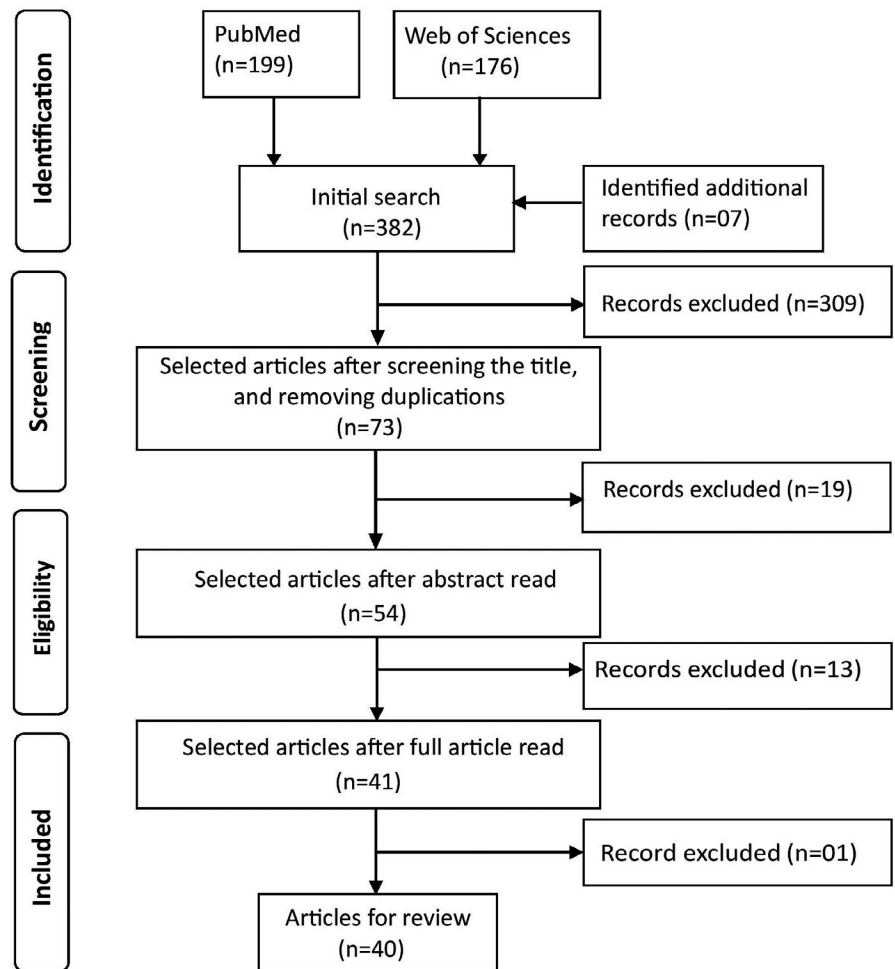 Identification
PubMed
(n=199)
Web of Sciences
(n=176)
Initial search
(n=382)
Identified additional
records (n=07)
Screening
Records excluded (n=309)
Selected articles after screening the title,
and removing duplications
(n=73)
Records excluded (n=19)
Eligibility
Selected articles after abstract read
(n=54)
Records excluded (n=13)
Included
Selected articles after full article read
(n=41)
Record excluded (n=01)
Articles for review
(n=40)